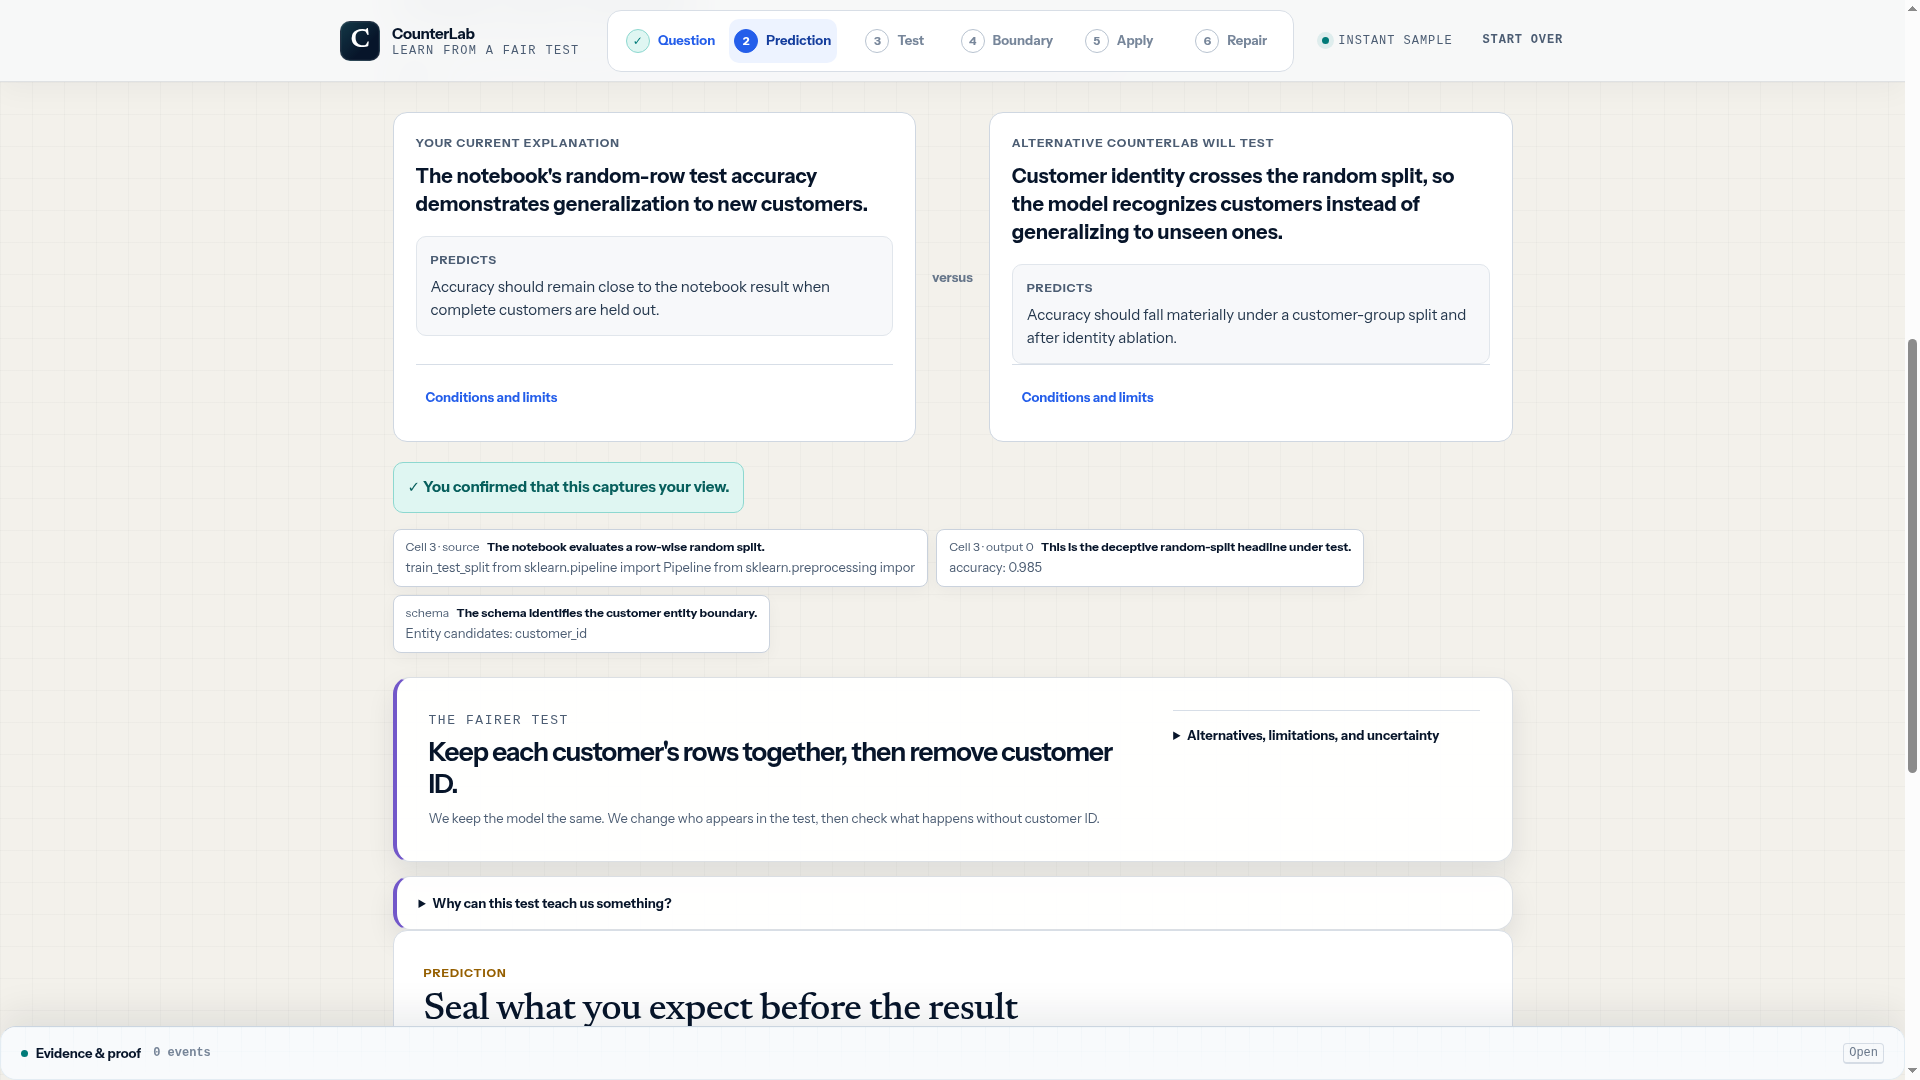 C
CounterLab
LEARN FROM A FAIR TEST
✓ Question
2 Prediction
3 Test
4 Boundary
5 Apply
6 Repair
INSTANT SAMPLE
START OVER
YOUR CURRENT EXPLANATION
The notebook's random-row test accuracy
demonstrates generalization to new customers.
PREDICTS
Accuracy should remain close to the notebook result when
complete customers are held out.
Conditions and limits
versus
ALTERNATIVE COUNTERLAB WILL TEST
Customer identity crosses the random split, so
the model recognizes customers instead of
generalizing to unseen ones.
PREDICTS
Accuracy should fall materially under a customer-group split and
after identity ablation.
Conditions and limits
✓ You confirmed that this captures your view.
Cell 3 · source The notebook evaluates a row-wise random split.
train_test_split from sklearn.pipeline import Pipeline from sklearn.preprocessing impor
Cell 3 · output 0 This is the deceptive random-split headline under test.
accuracy: 0.985
schema The schema identifies the customer entity boundary.
Entity candidates: customer_id
THE FAIRER TEST
Keep each customer's rows together, then remove customer
ID.
We keep the model the same. We change who appears in the test, then check what happens without customer ID.
Alternatives, limitations, and uncertainty
Why can this test teach us something?
PREDICTION
Seal what you expect before the result
Evidence & proof 0 events
Open